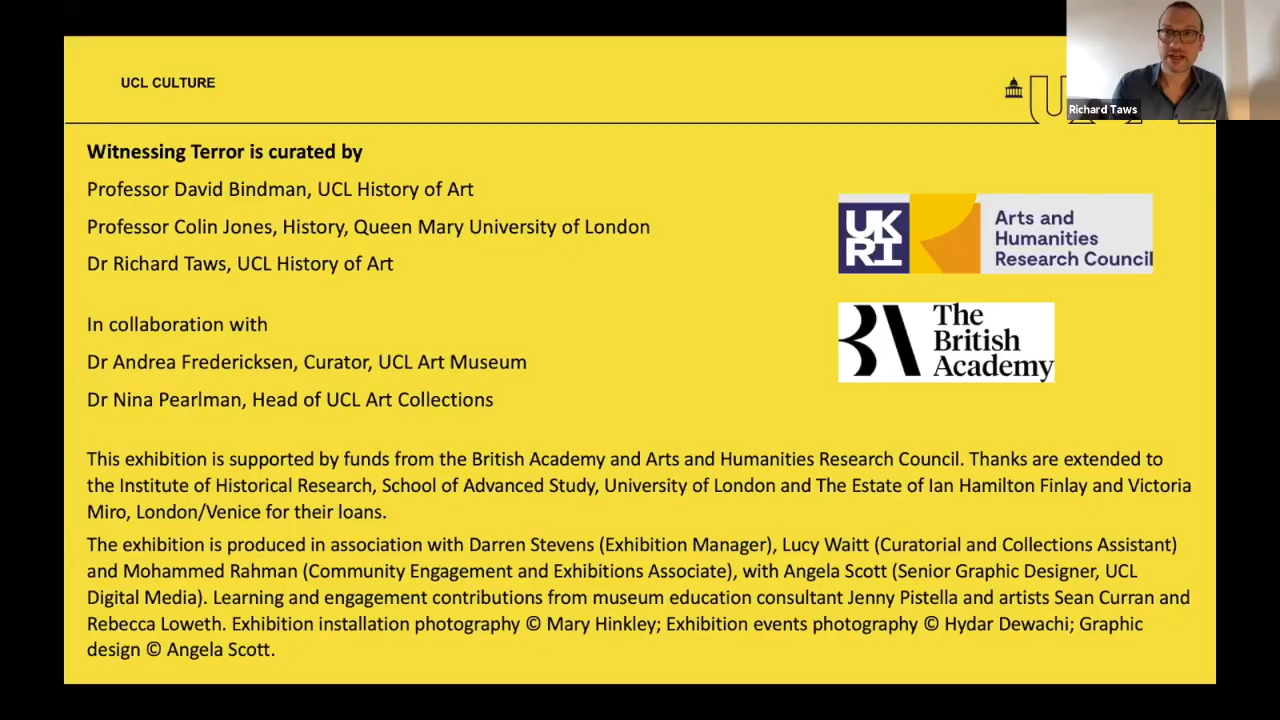 UCL CULTURE
Richard Taws
Witnessing Terror is curated by
Professor David Bindman, UCL History of Art
Professor Colin Jones, History, Queen Mary University of London
Dr Richard Taws, UCL History of Art
UK
RI
Arts and
Humanities
Research Council
The
British
Academy
In collaboration with
Dr Andrea Fredericksen, Curator, UCL Art Museum
Dr Nina Pearlman, Head of UCL Art Collections
This exhibition is supported by funds from the British Academy and Arts and Humanities Research Council. Thanks are extended to
the Institute of Historical Research, School of Advanced Study, University of London and The Estate of Ian Hamilton Finlay and Victoria
Miro, London/Venice for their loans.
The exhibition is produced in association with Darren Stevens (Exhibition Manager), Lucy Waitt (Curatorial and Collections Assistant)
and Mohammed Rahman (Community Engagement and Exhibitions Associate), with Angela Scott (Senior Graphic Designer, UCL
Digital Media). Learning and engagement contributions from museum education consultant Jenny Pistella and artists Sean Curran and
Rebecca Loweth. Exhibition installation photography © Mary Hinkley; Exhibition events photography © Hydar Dewachi; Graphic
design © Angela Scott.